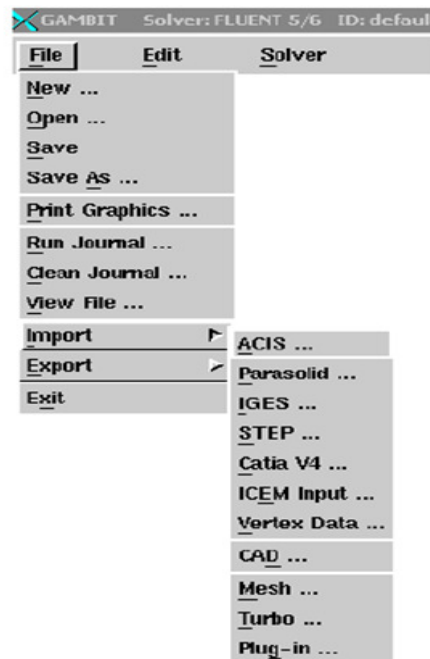 GAMBIT Solver: FLUENT 5/6 ID: defaul
File Edit Solver
New ...
Open ...
Save
Save As ...
Print Graphics ...
Run Journal ...
Clean Journal ...
View File ...
Import
Export
Exit
ACIS ...
Parasolid ...
IGES ...
STEP ...
Catia V4 ...
ICEM Input ...
Vertex Data ...
CAD ...
Mesh ...
Turbo ...
Plug-in ...